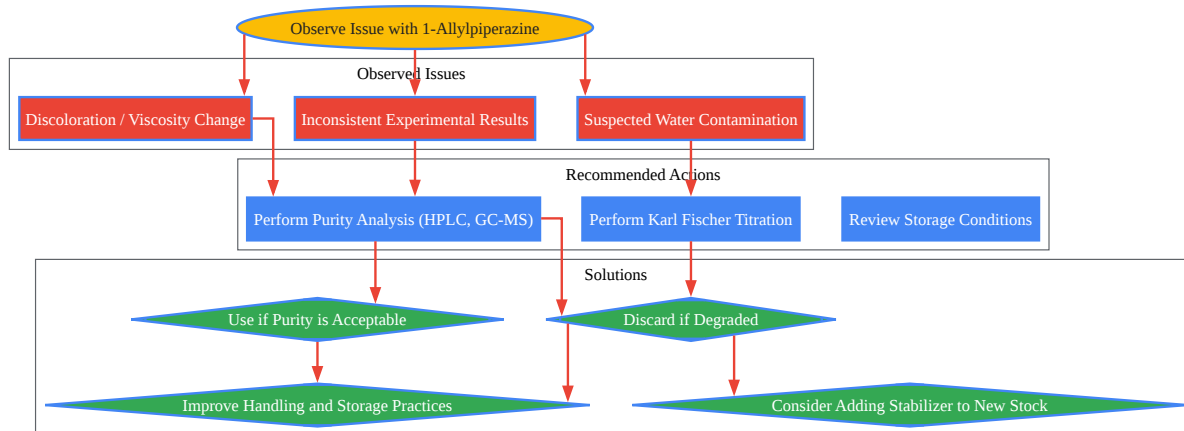 Observe Issue with 1-Allylpiperazine
Observed Issues
Discoloration / Viscosity Change
Inconsistent Experimental Results
Suspected Water Contamination
Recommended Actions
Perform Purity Analysis (HPLC, GC-MS)
Perform Karl Fischer Titration
Review Storage Conditions
Solutions
Use if Purity is Acceptable
Discard if Degraded
Improve Handling and Storage Practices
Consider Adding Stabilizer to New Stock